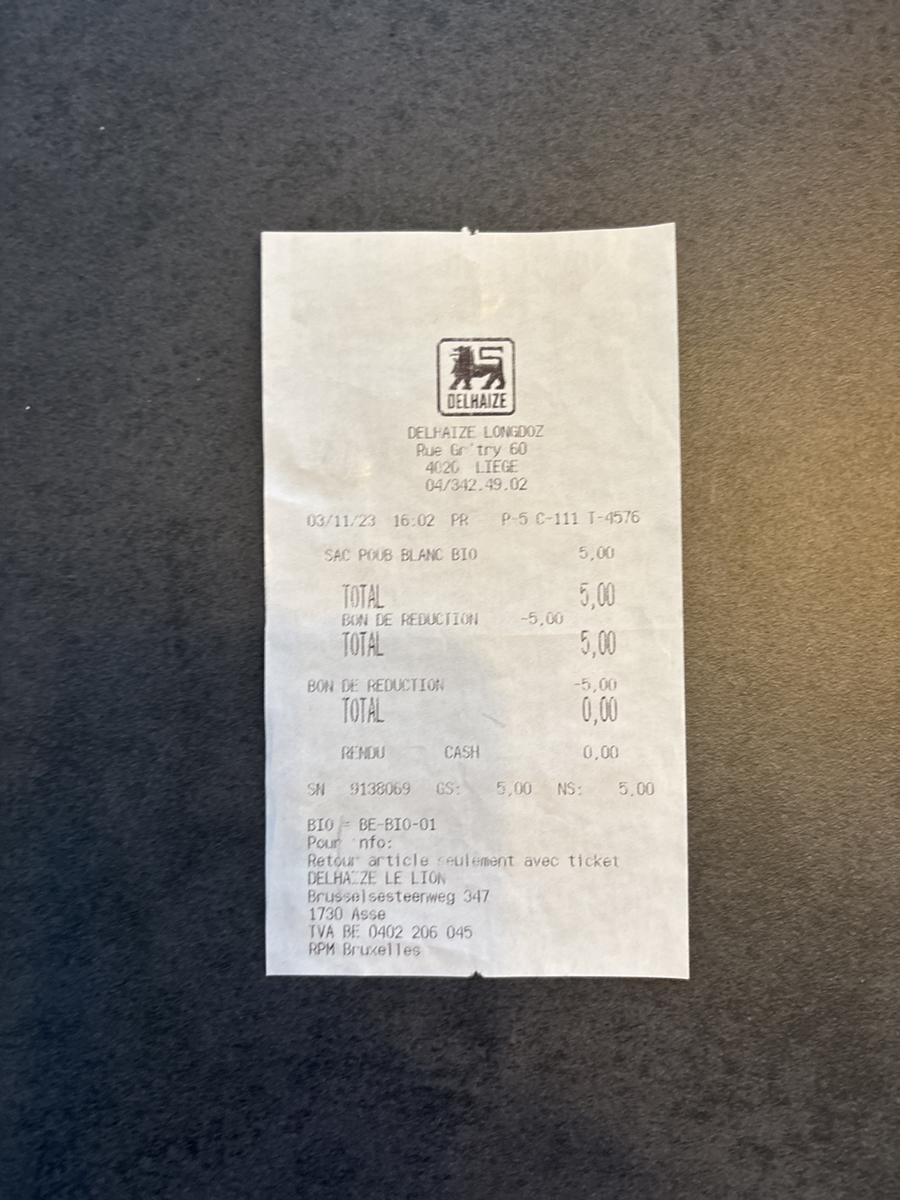 DELHAIZE
DELHAIZE LONGDOZ
Rue Gr try 60
4020 LIEGE
04/342.49.02
03/11/23 16:02 PR P-5 C-111 T-4576
SAC POUB BLANC BIO 5,00
TOTAL 5,00
BON DE REDUCTION -5,00
TOTAL 5,00
BON DE REDUCTION -5,00
TOTAL 0,00
RENDU CASH 0,00
SN 9138069 GS: 5,00 NS: 5,00
BIO = BE-BIO-01
Pour nfo:
Retour article eulement avec ticket
DELHAIZE LE LION
Brusselsesteenweg 347
1730 Asse
TVA BE 0402 206 045
RPM Bruxelles